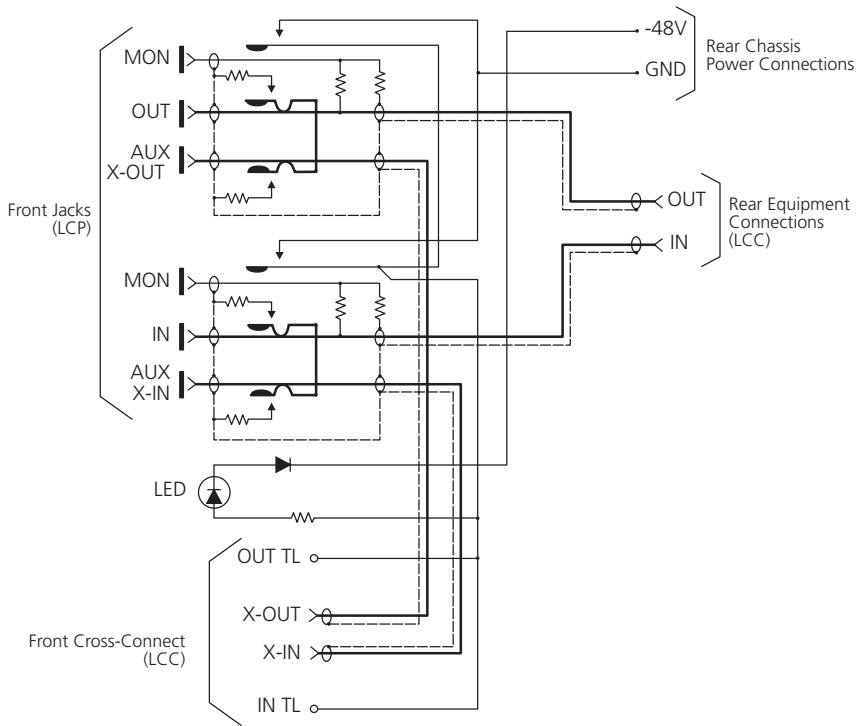 -48V
GND
Rear Chassis
Power Connections
MON
OUT
AUX
X-OUT
Front Jacks
(LCP)
OUT
IN
Rear Equipment
Connections
(LCC)
MON
IN
AUX
X-IN
LED
OUT TL
X-OUT
Front Cross-Connect
(LCC)
X-IN
IN TL